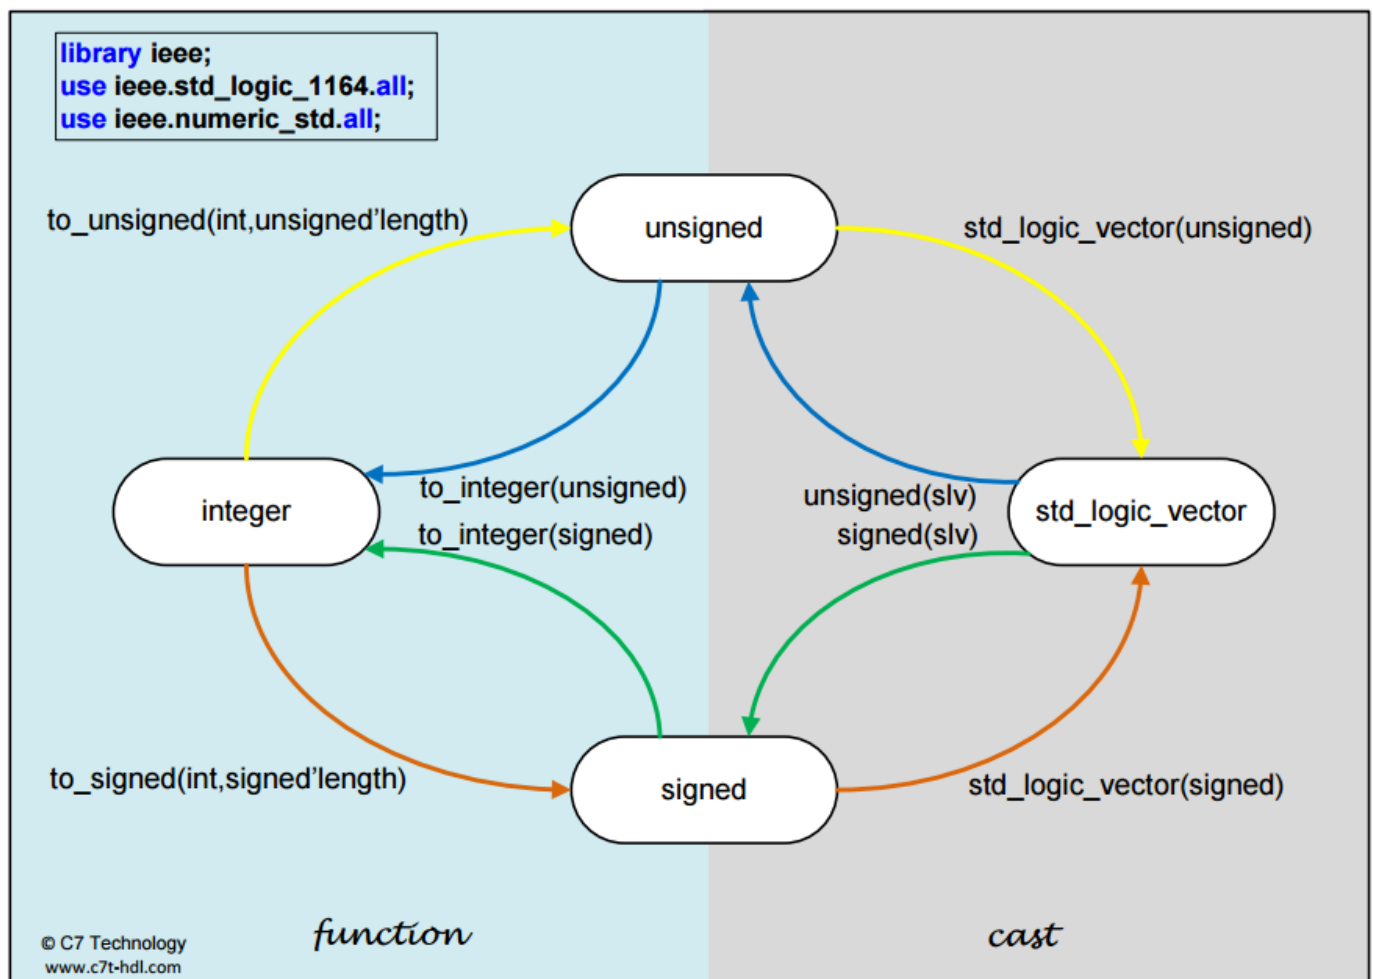 library ieee;
use ieee.std_logic_1164.all;
use ieee.numeric_std.all;
to_unsigned(int,unsigned’length)
unsigned
std_logic_vector(unsigned)
integer
to_integer(unsigned)
to_integer(signed)
unsigned(slv)
signed(slv)
std_logic_vector
to_signed(int,signed’length)
signed
std_logic_vector(signed)
function
cast
© C7 Technology
www.c7t-hdl.com